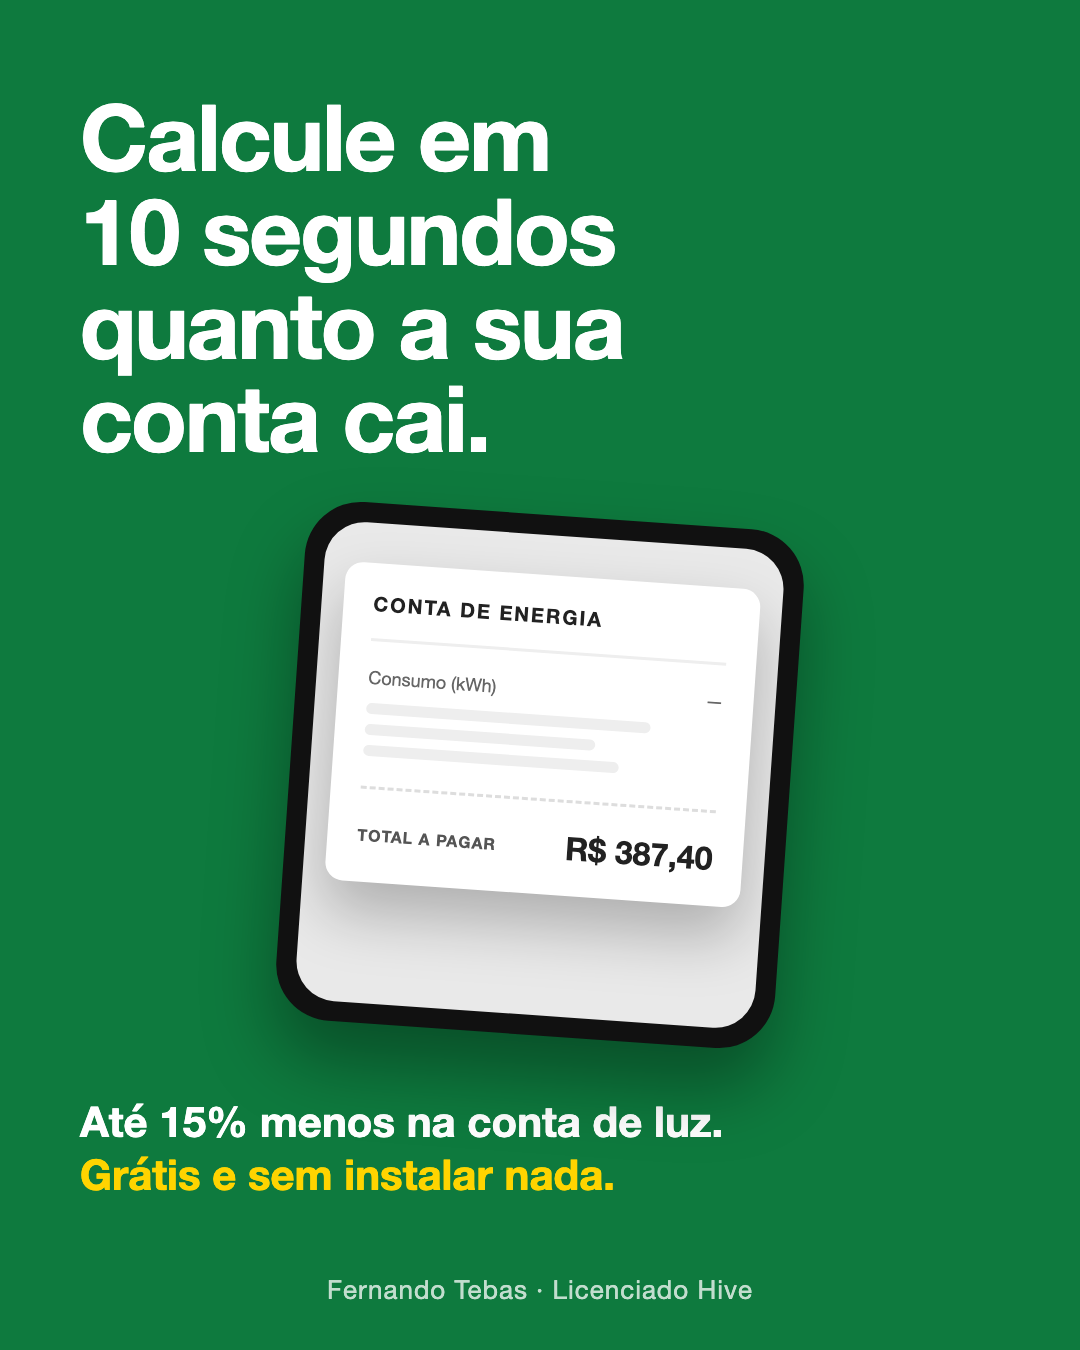 Calcule em
10 segundos
quanto a sua
conta cai.
CONTA DE ENERGIA
Consumo (kWh) –
TOTAL A PAGAR R$ 387,40
Até 15% menos na conta de luz.
Grátis e sem instalar nada.
Fernando Tebas · Licenciado Hive